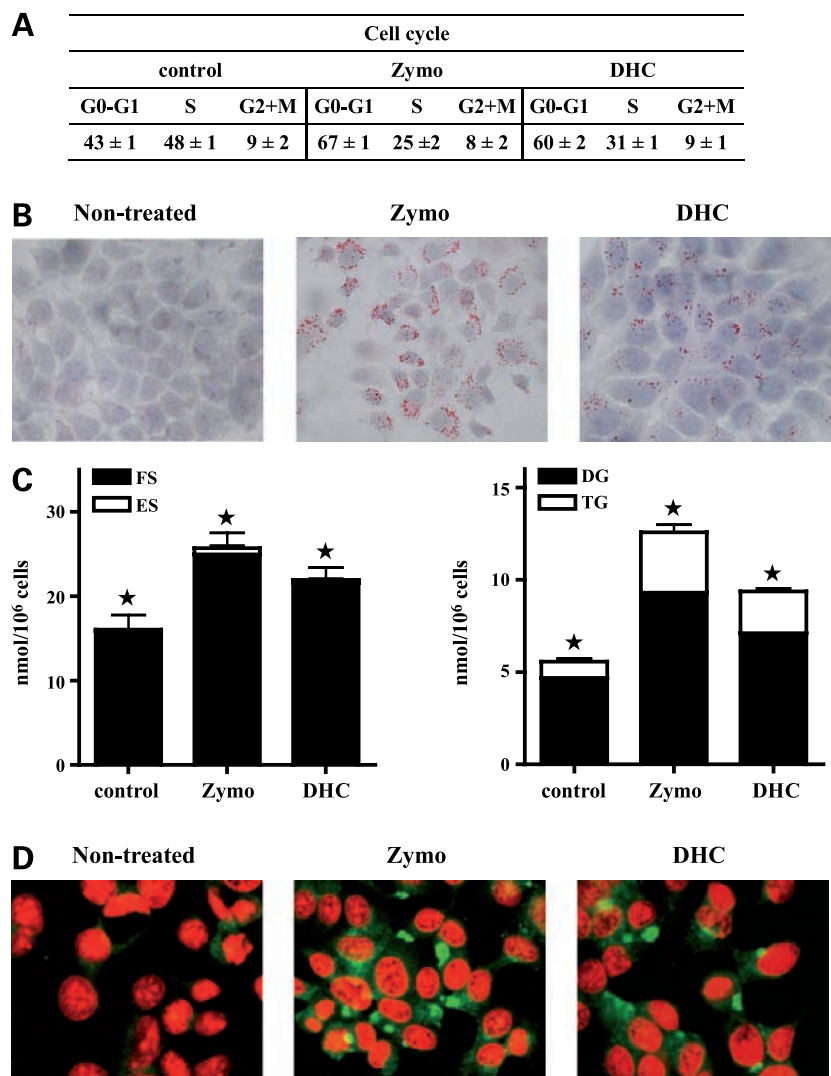 A
Cell cycle
control Zymo DHC
G0-G1 S G2+M G0-G1 S G2+M G0-G1 S G2+M
43 ± 1 48 ± 1 9 ± 2 67 ± 1 25 ±2 8 ± 2 60 ± 2 31 ± 1 9 ± 1
B
Non-treated Zymo DHC
C
FS
ES
30
20
10
0
nmol/10⁶ cells
control Zymo DHC
DG
TG
15
10
5
0
nmol/10⁶ cells
control Zymo DHC
D
Non-treated Zymo DHC